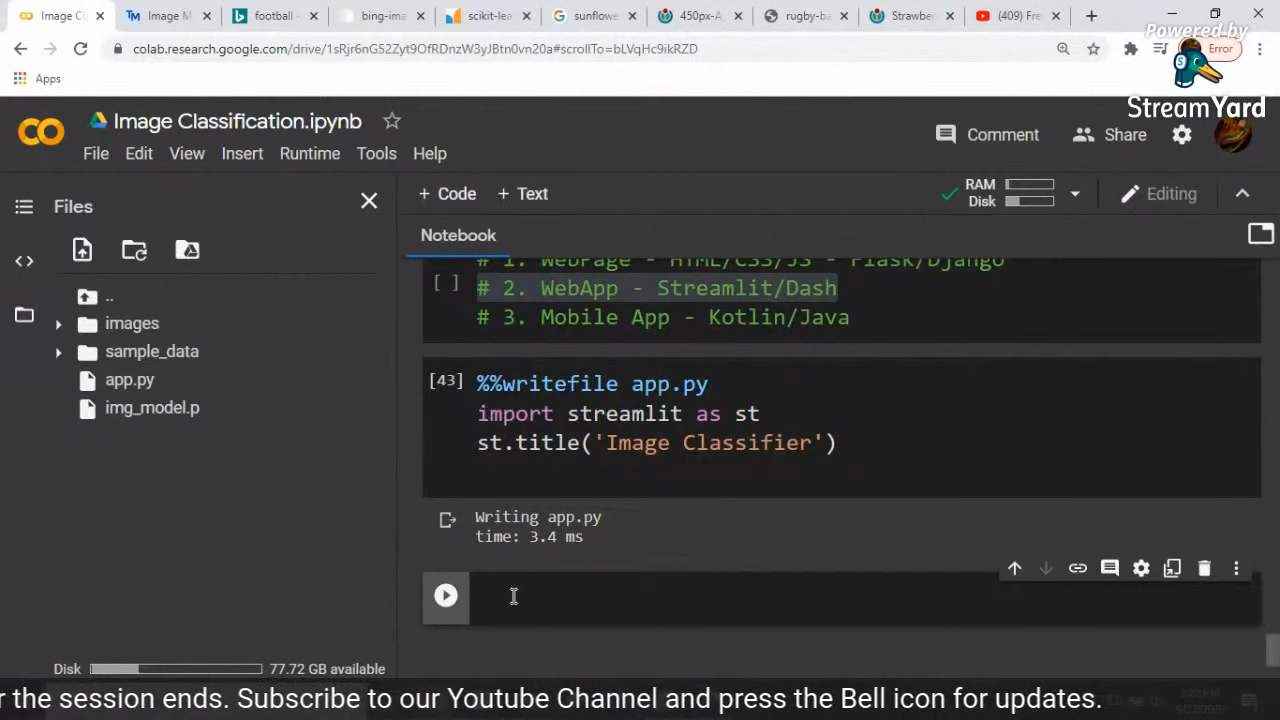 Image Cl
Image M
football -
bing-ima
scikit-lea
sunflowe
450px-A
rugby-ba
Strawber
(409) Fre
colab.research.google.com/drive/1sRjr6nG52Zyt9OfRDnzW3yJBtn0vn20a#scrollTo=bLVqHc9ikRZD
Error
Powered by
StreamYard
Apps
CO
Image Classification.ipynb
Comment
Share
File Edit View Insert Runtime Tools Help
Files
+ Code + Text
RAM
Disk
Editing
Notebook
..
images
sample_data
app.py
img_model.p
# 1. WebPage - HTML/CSS/JS - Flask/Django
[ ] # 2. WebApp - Streamlit/Dash
# 3. Mobile App - Kotlin/Java
[43] %%writefile app.py
import streamlit as st
st.title('Image Classifier')
Writing app.py
time: 3.4 ms
Disk
77.72 GB available
r the session ends. Subscribe to our Youtube Channel and press the Bell icon for updates.